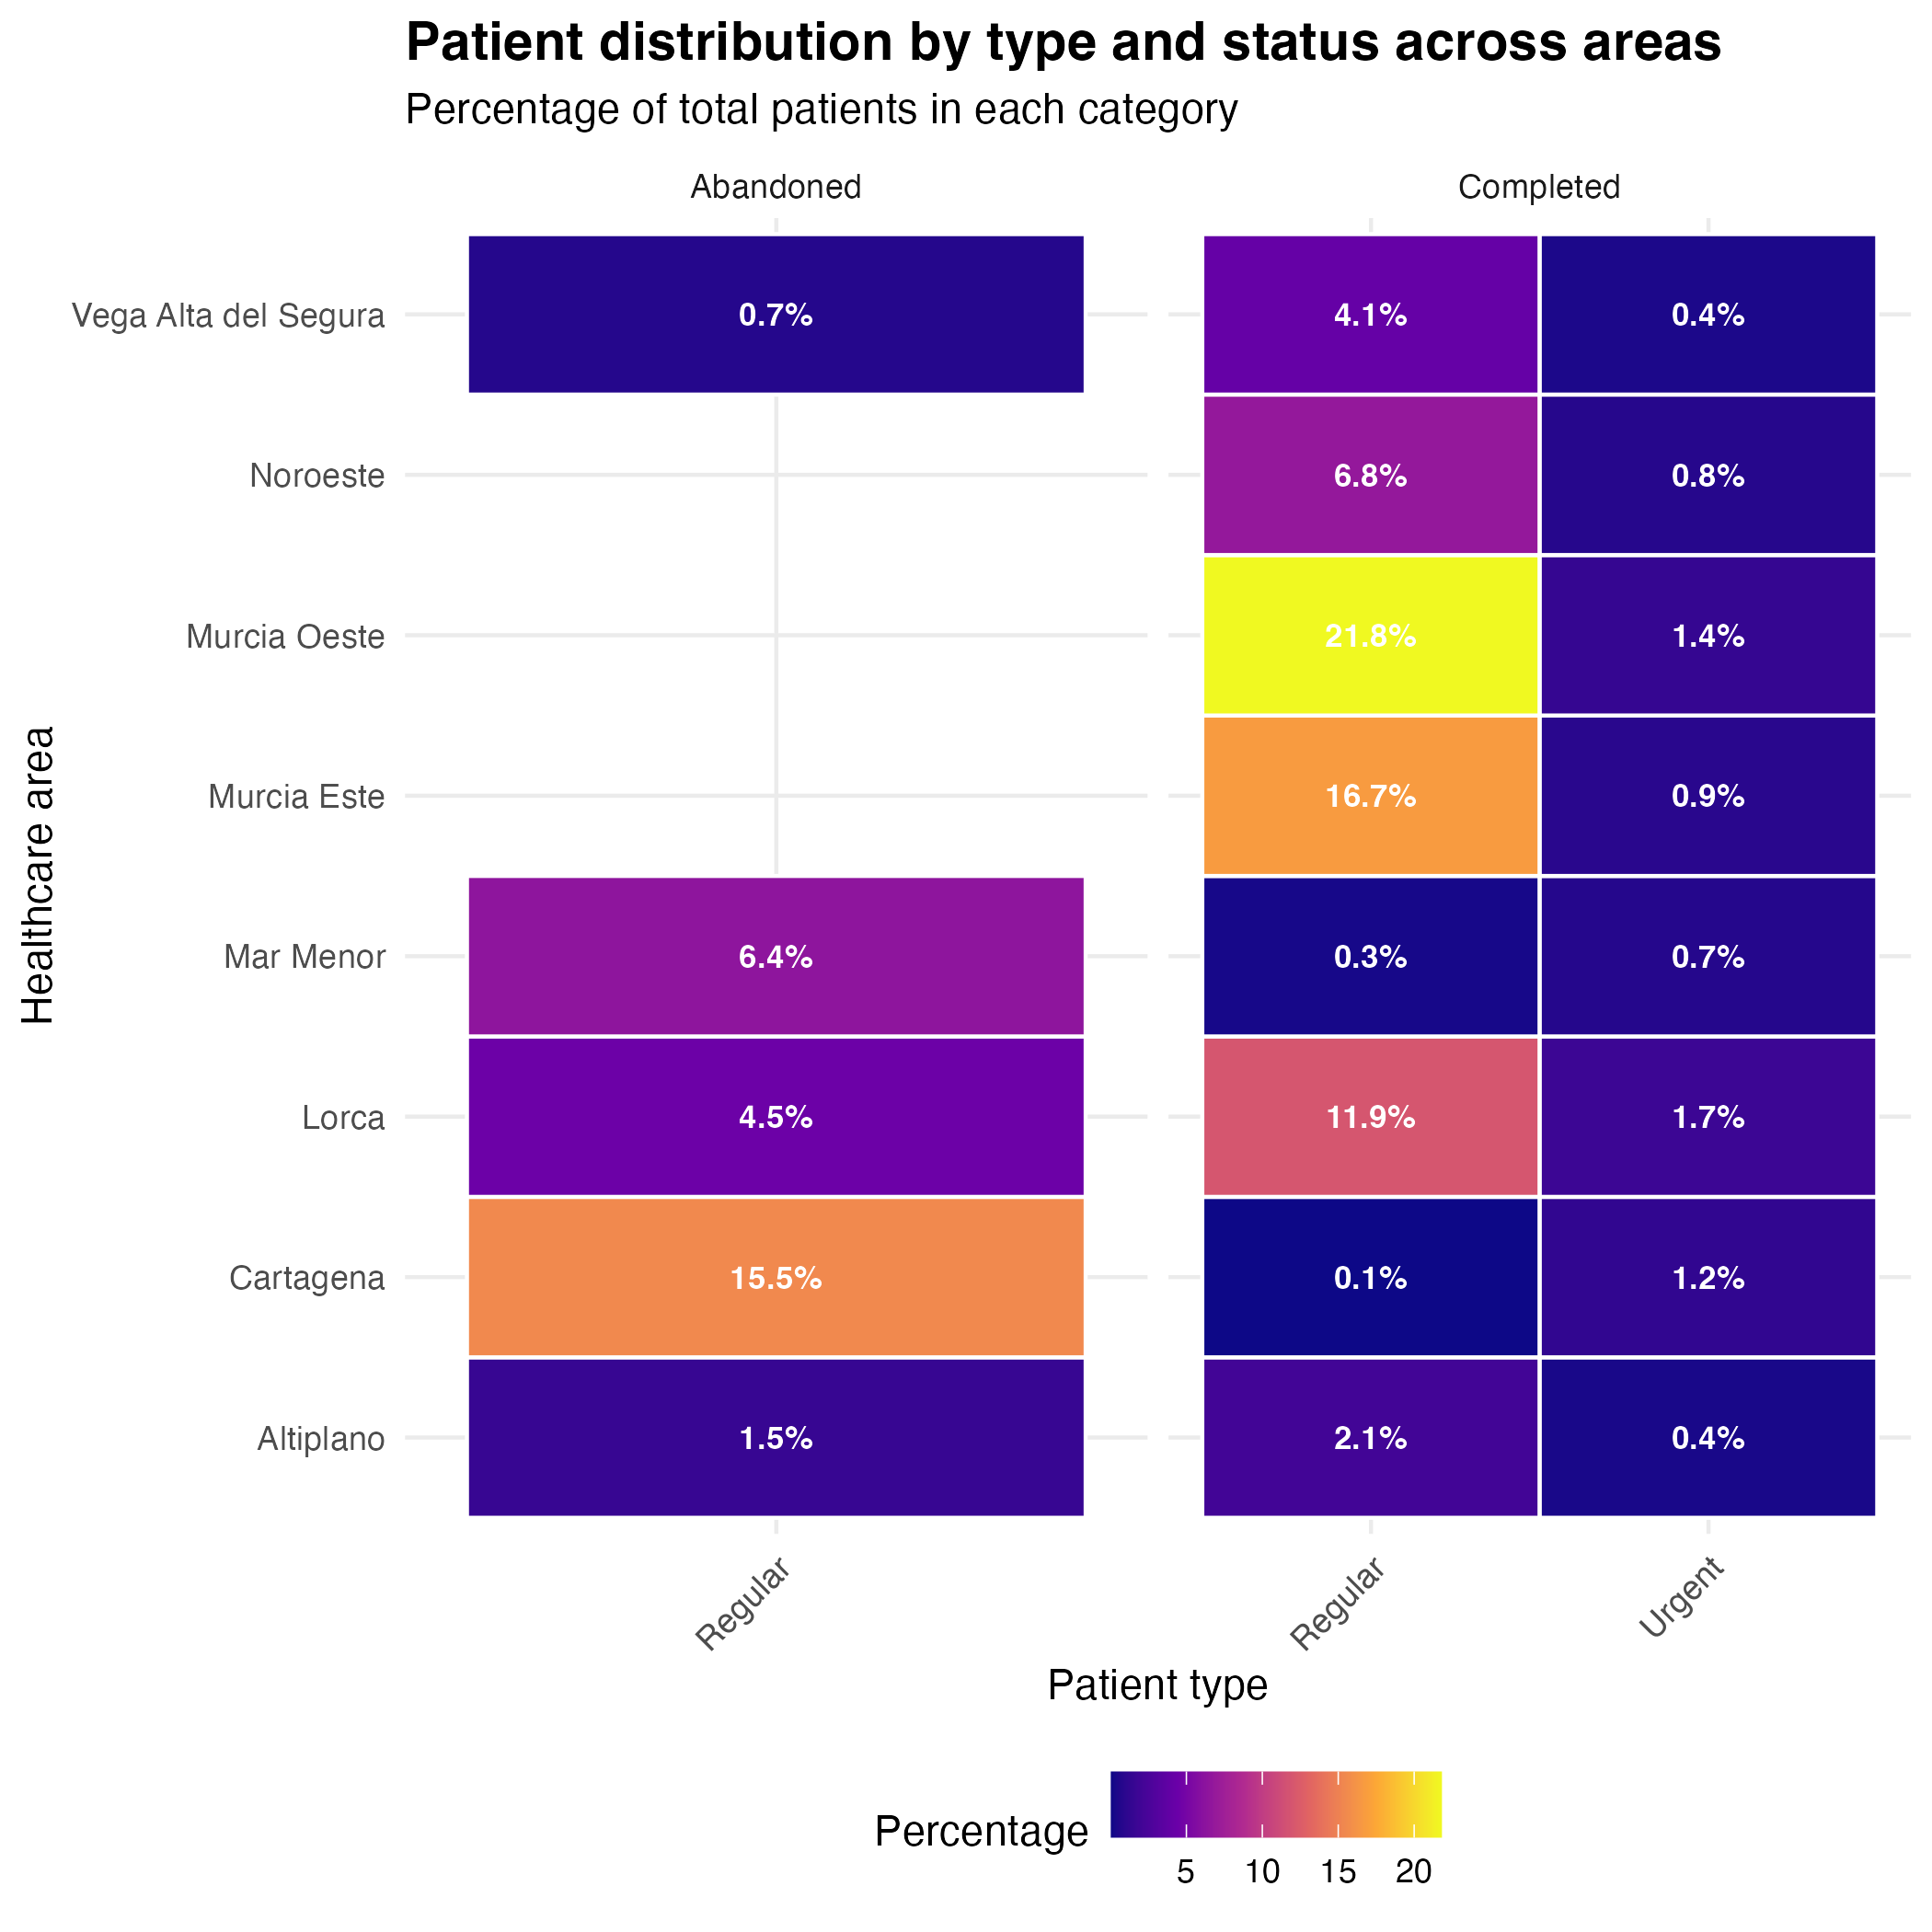 Patient distribution by type and status across areas
Percentage of total patients in each category
Abandoned Completed
Vega Alta del Segura 0.7% 4.1% 0.4%
Noroeste 6.8% 0.8%
Murcia Oeste 21.8% 1.4%
Murcia Este 16.7% 0.9%
Mar Menor 6.4% 0.3% 0.7%
Lorca 4.5% 11.9% 1.7%
Cartagena 15.5% 0.1% 1.2%
Altiplano 1.5% 2.1% 0.4%
Healthcare area
Regular Regular Urgent
Patient type
Percentage
5 10 15 20